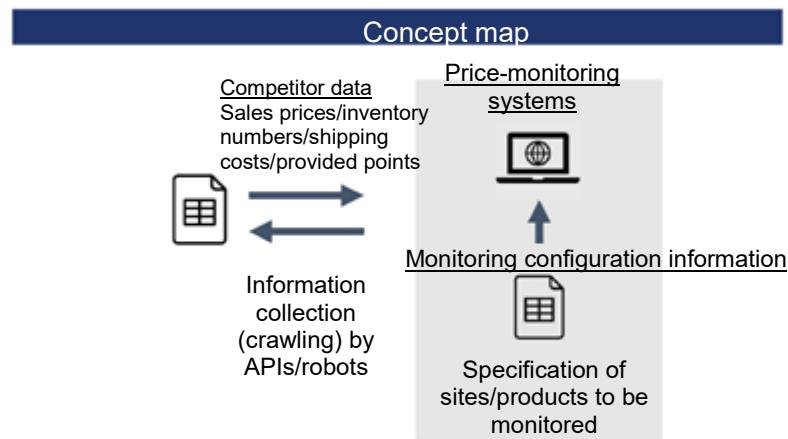 Concept map
Competitor data
Sales prices/inventory
numbers/shipping
costs/provided points
Price-monitoring
systems
Information
collection
(crawling) by
APIs/robots
Monitoring configuration information
Specification of
sites/products to be
monitored